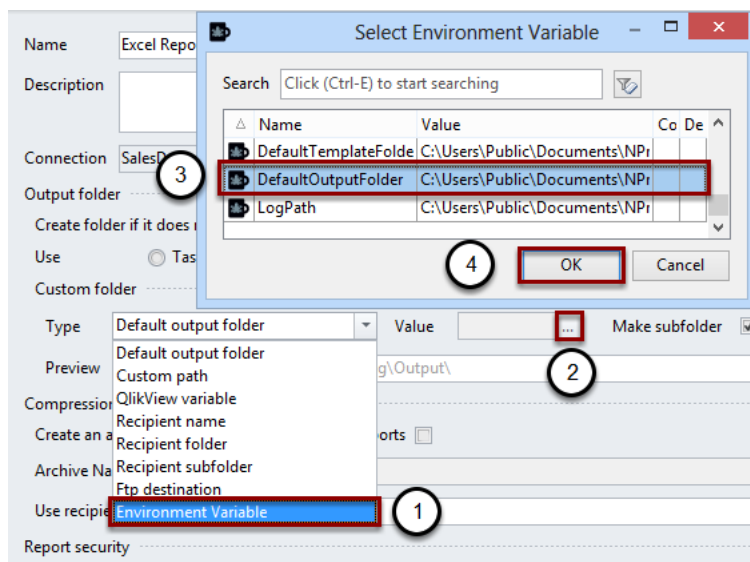 Select Environment Variable
Name Excel Repo
Search Click (Ctrl-E) to start searching
Description
Name Value Co De
DefaultTemplateFolde C:\Users\Public\Documents\NPr
Connection SalesD
3
DefaultOutputFolder C:\Users\Public\Documents\NPr
Output folder
LogPath C:\Users\Public\Documents\NPr
Create folder if it does
Use Tas
4
OK Cancel
Custom folder
Type Default output folder Value ... Make subfolder
Default output folder
Preview g\Output\
2
Custom path
QlikView variable
Compression
Recipient name
Create an a orts
Recipient folder
Archive Na
Recipient subfolder
Ftp destination
Use recipie
Environment Variable
1
Report security